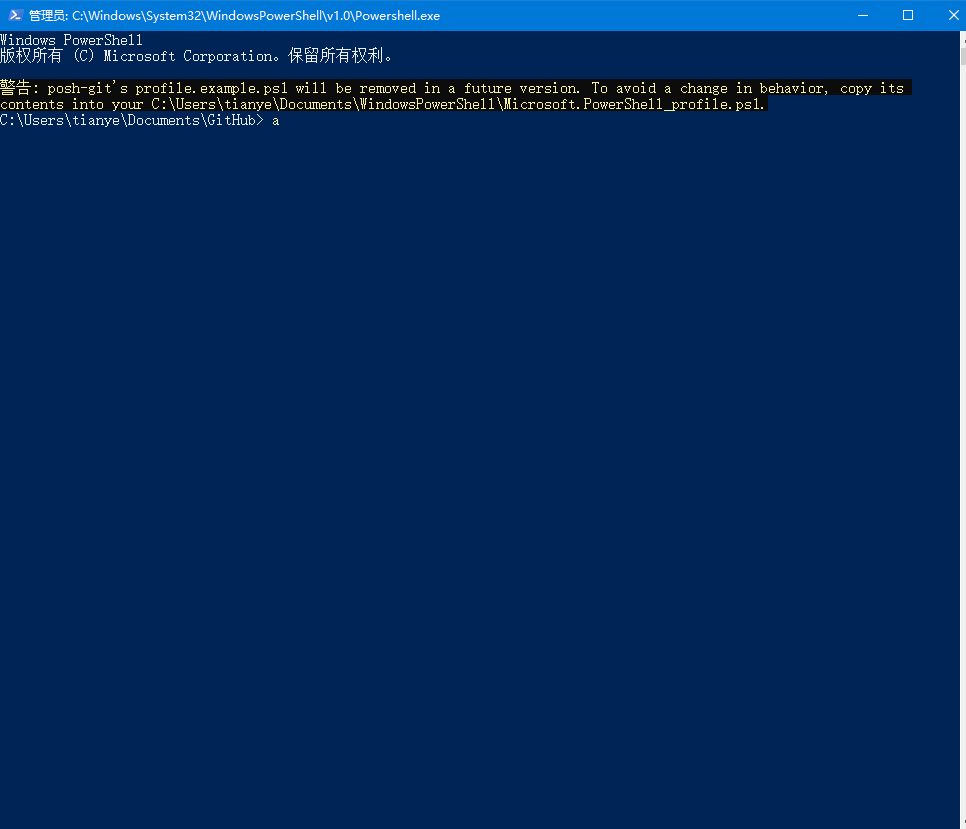 管理员: C:\Windows\System32\WindowsPowerShell\v1.0\Powershell.exe
Windows PowerShell
版权所有 (C) Microsoft Corporation。保留所有权利。
警告: posh-git's profile.example.ps1 will be removed in a future version. To avoid a change in behavior, copy its
contents into your C:\Users\tianye\Documents\WindowsPowerShell\Microsoft.PowerShell_profile.ps1.
C:\Users\tianye\Documents\GitHub> a